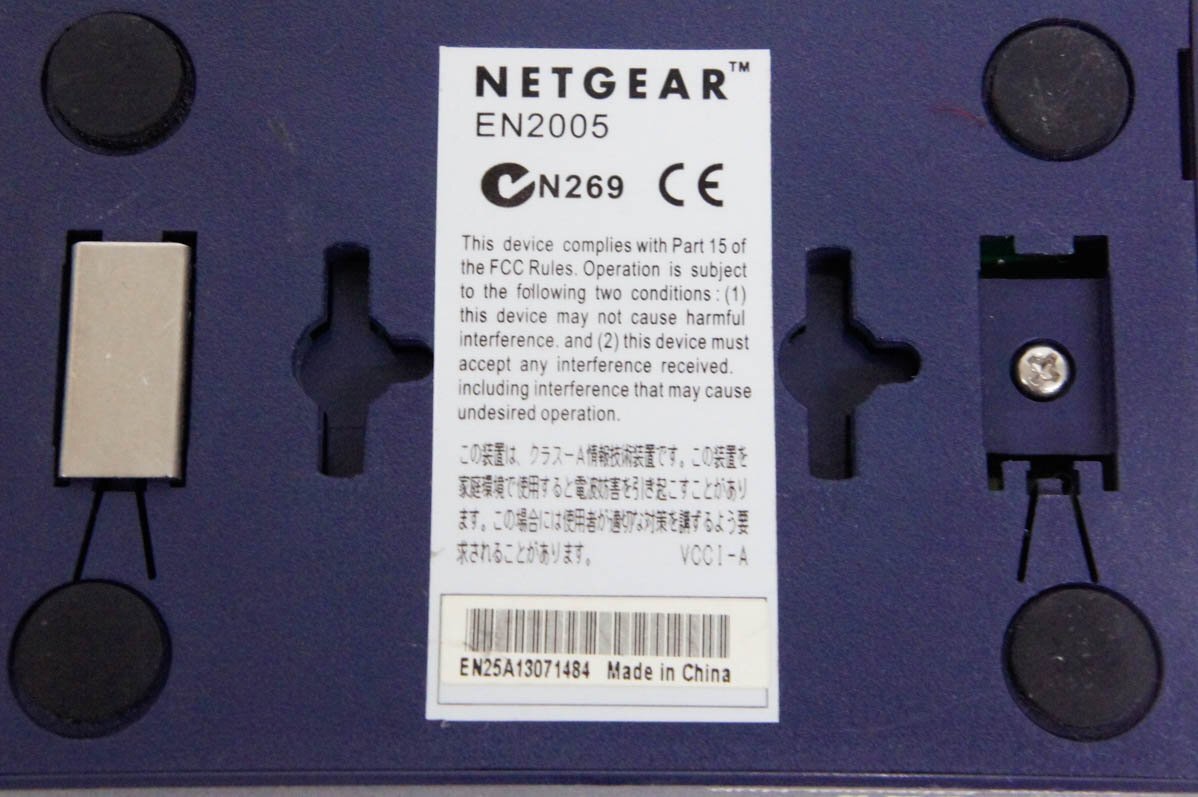 NETGEAR™
EN2005
N269 CE
This device complies with Part 15 of
the FCC Rules. Operation is subject
to the following two conditions : (1)
this device may not cause harmful
interference. and (2) this device must
accept any interference received.
including interference that may cause
undesired operation.
この装置は、クラスーA情報技術装置です。この装置を
家庭環境で使用すると電波妨害を引き起こすことがあり
ます。この場合には使用者が適切な対策を講ずるよう要
求されることがあります。 VCCI-A
EN25A13071484 Made in China